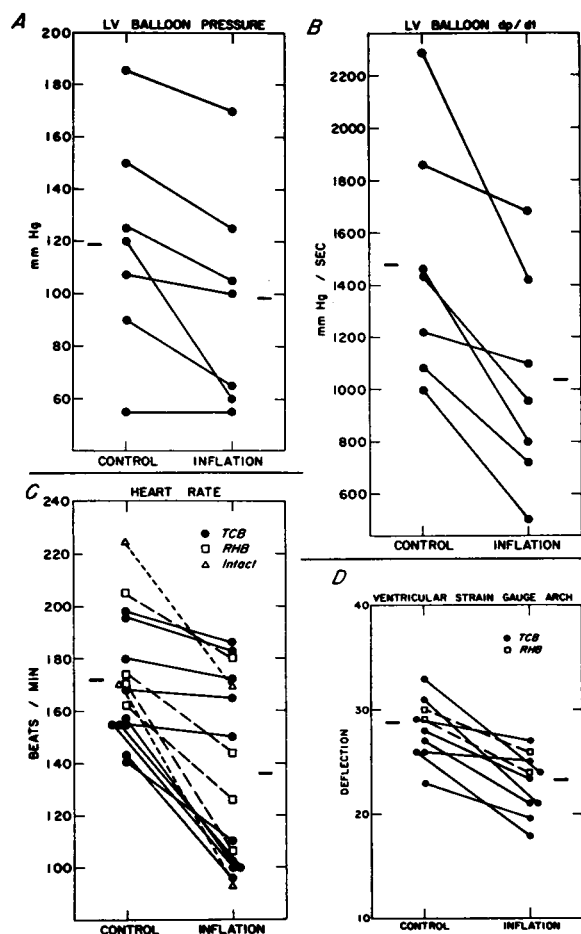 A
LV BALLOON PRESSURE
200
180
160
140
120
100
80
60
mm Hg
CONTROL INFLATION
B
LV BALLOON dp/dt
2200
2000
1800
1600
1400
1200
1000
800
600
mm Hg / SEC
CONTROL INFLATION
C
HEART RATE
240
220
200
180
160
140
120
100
BEATS / MIN
TCB
RHB
Intact
CONTROL INFLATION
D
VENTRICULAR STRAIN GAUGE ARCH
40
30
20
10
DEFLECTION
TCB
RHB
CONTROL INFLATION